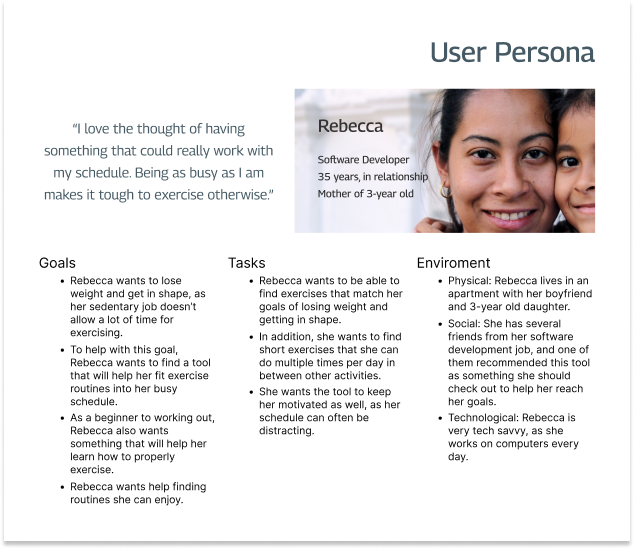 User Persona
“I love the thought of having
something that could really work with
my schedule. Being as busy as I am
makes it tough to exercise otherwise.”
Rebecca
Software Developer
35 years, in relationship
Mother of 3-year old
Goals
• Rebecca wants to lose
weight and get in shape, as
her sedentary job doesn't
allow a lot of time for
exercising.
• To help with this goal,
Rebecca wants to find a tool
that will help her fit exercise
routines into her busy
schedule.
• As a beginner to working out,
Rebecca also wants
something that will help her
learn how to properly
exercise.
• Rebecca wants help finding
routines she can enjoy.
Tasks
• Rebecca wants to be able to
find exercises that match her
goals of losing weight and
getting in shape.
• In addition, she wants to find
short exercises that she can
do multiple times per day in
between other activities.
• She wants the tool to keep
her motivated as well, as her
schedule can often be
distracting.
Enviroment
• Physical: Rebecca lives in an
apartment with her boyfriend
and 3-year old daughter.
• Social: She has several
friends from her software
development job, and one of
them recommended this tool
as something she should
check out to help her reach
her goals.
• Technological: Rebecca is
very tech savvy, as she
works on computers every
day.